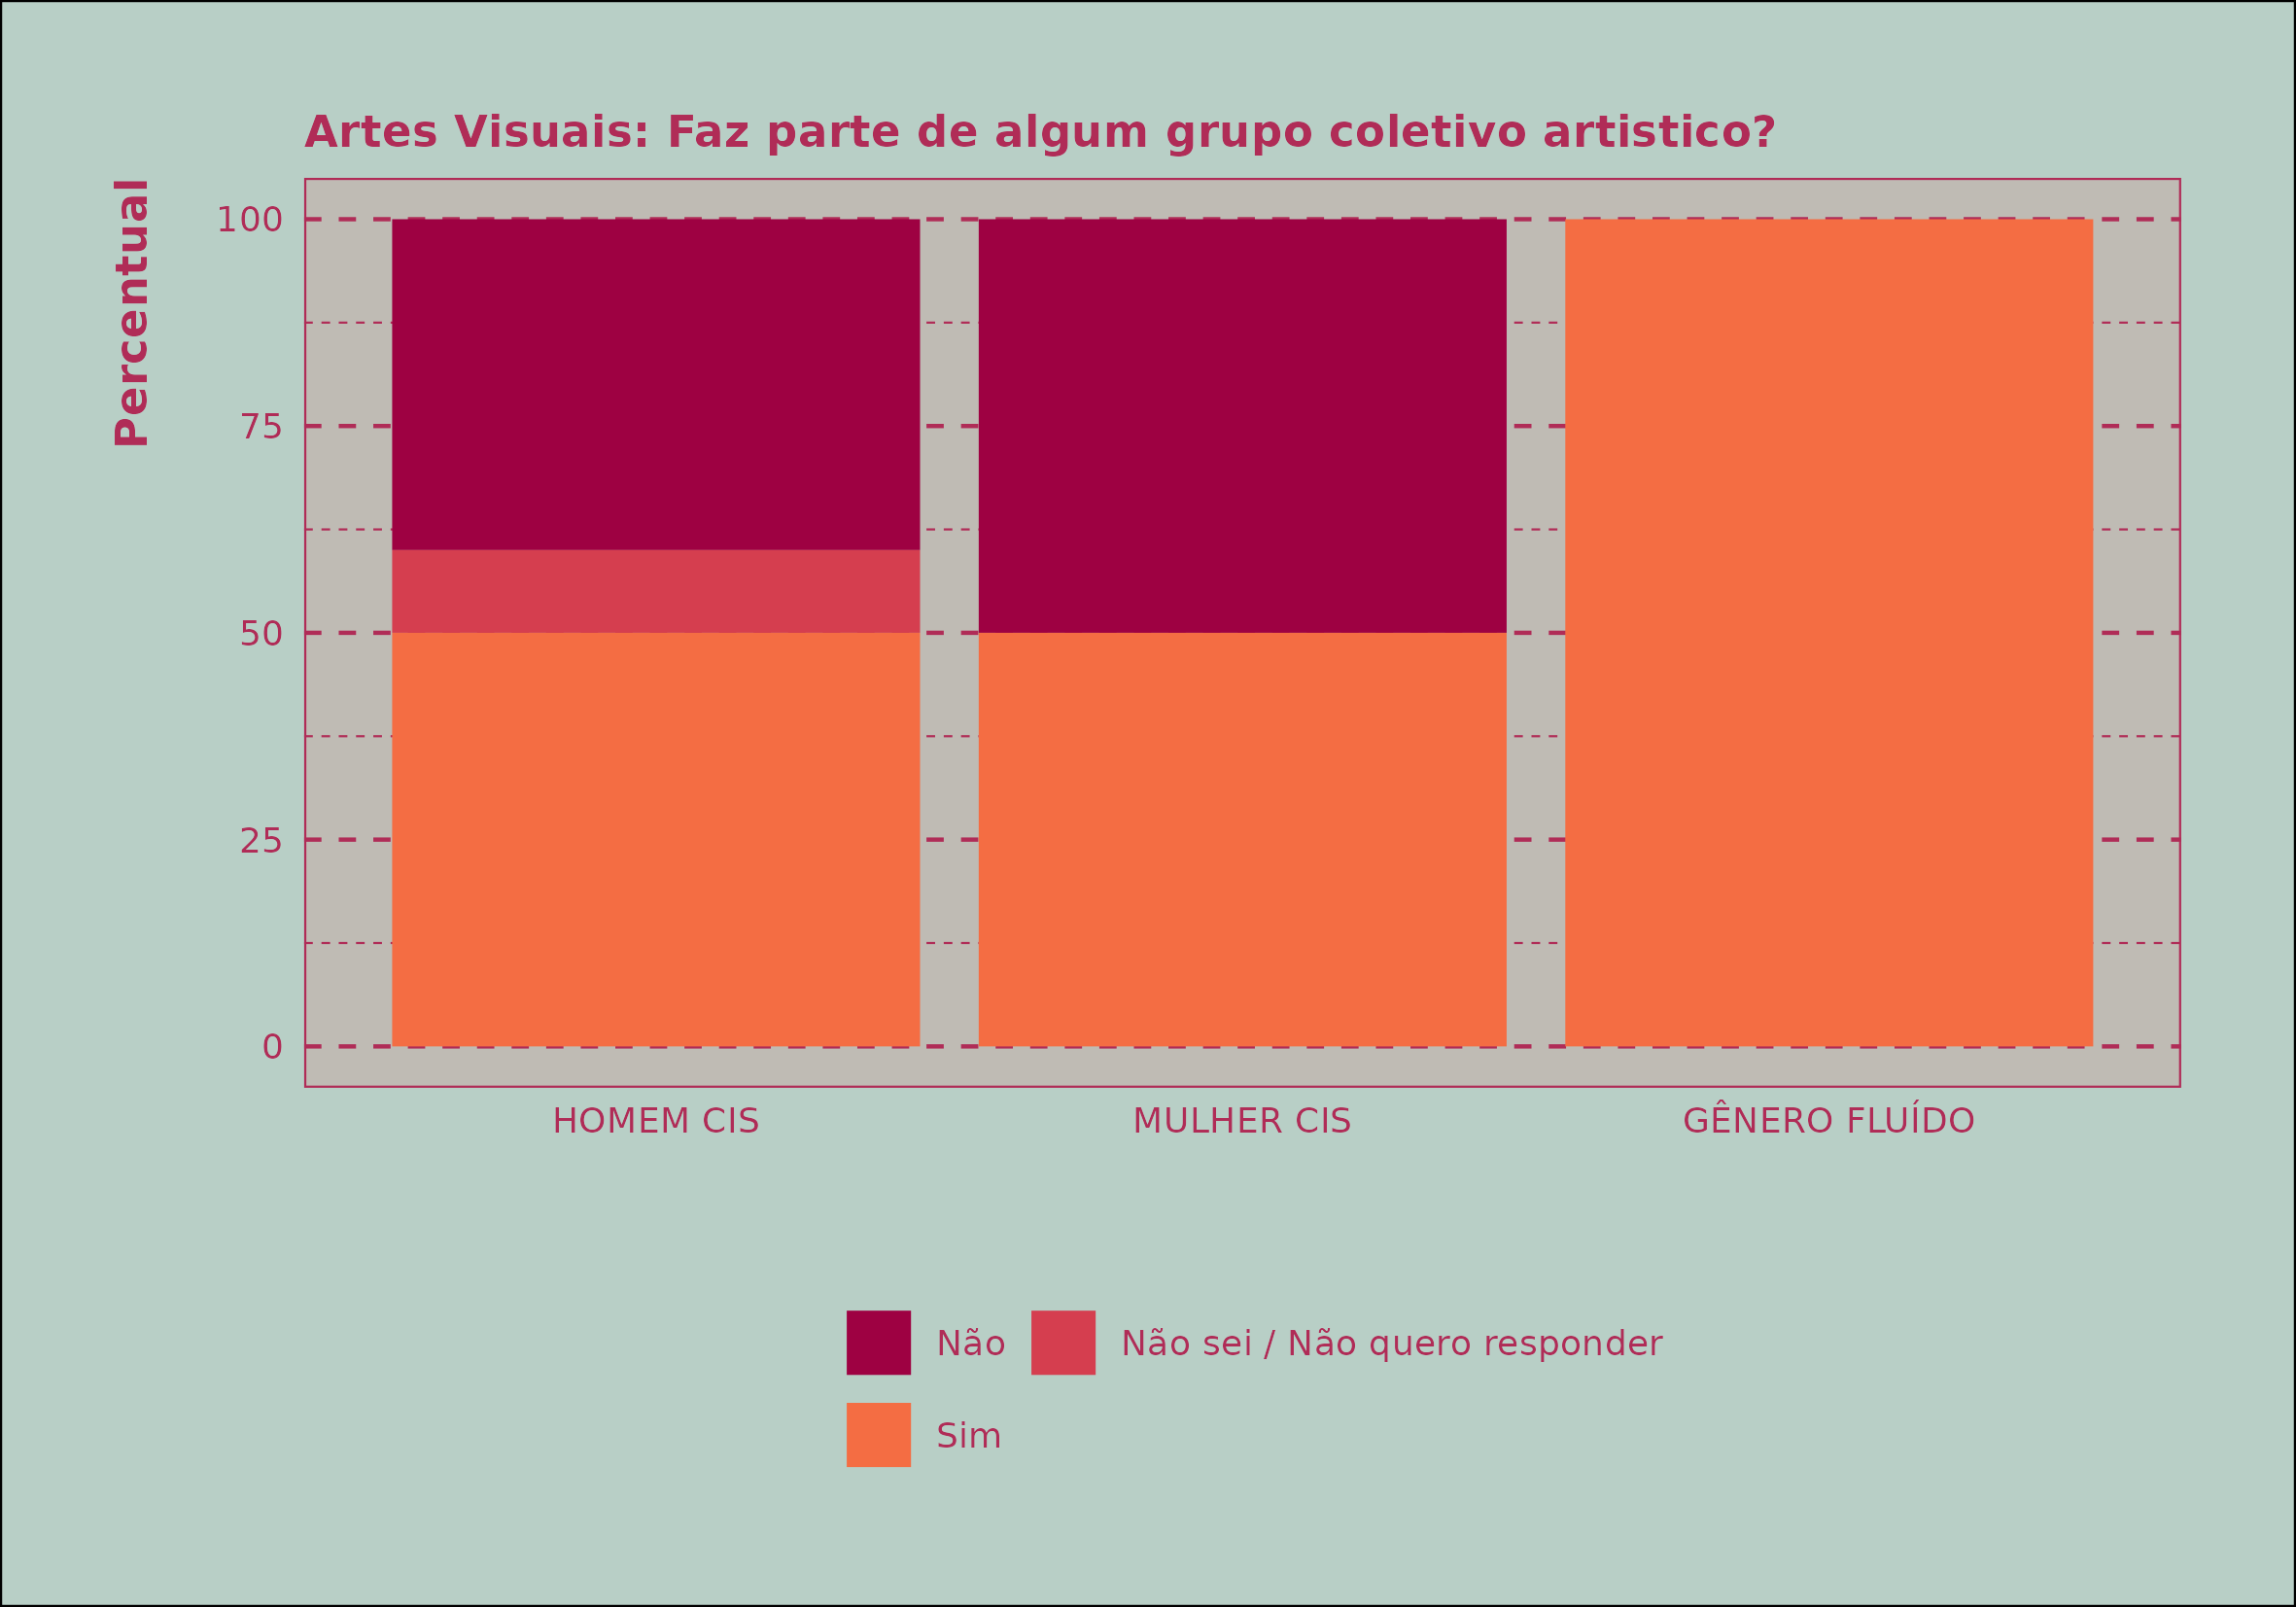 Artes Visuais: Faz parte de algum grupo coletivo artistico?
Percentual
100
75
50
25
0
HOMEM CIS
MULHER CIS
GÊNERO FLUÍDO
Não
Não sei / Não quero responder
Sim